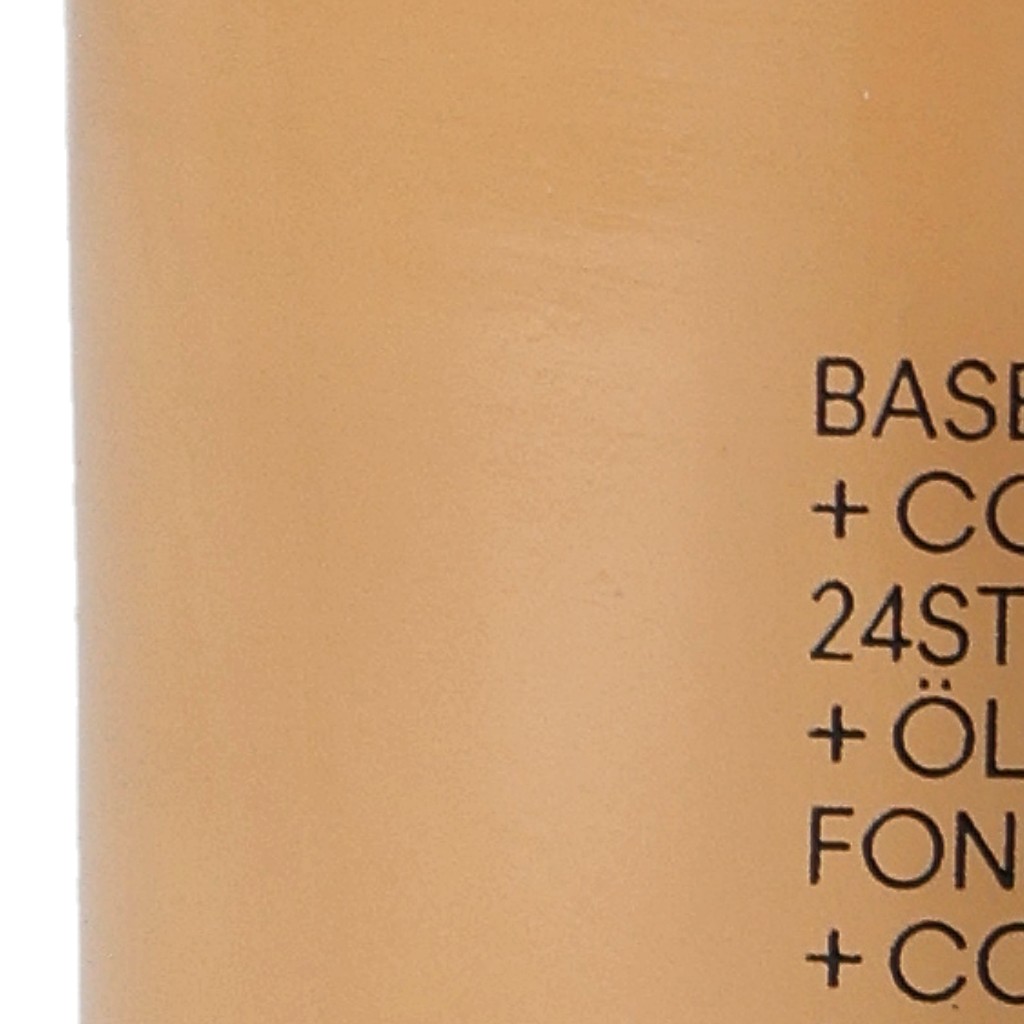 BASE
+ CO
24ST
+ ÖL
FON
+ CO